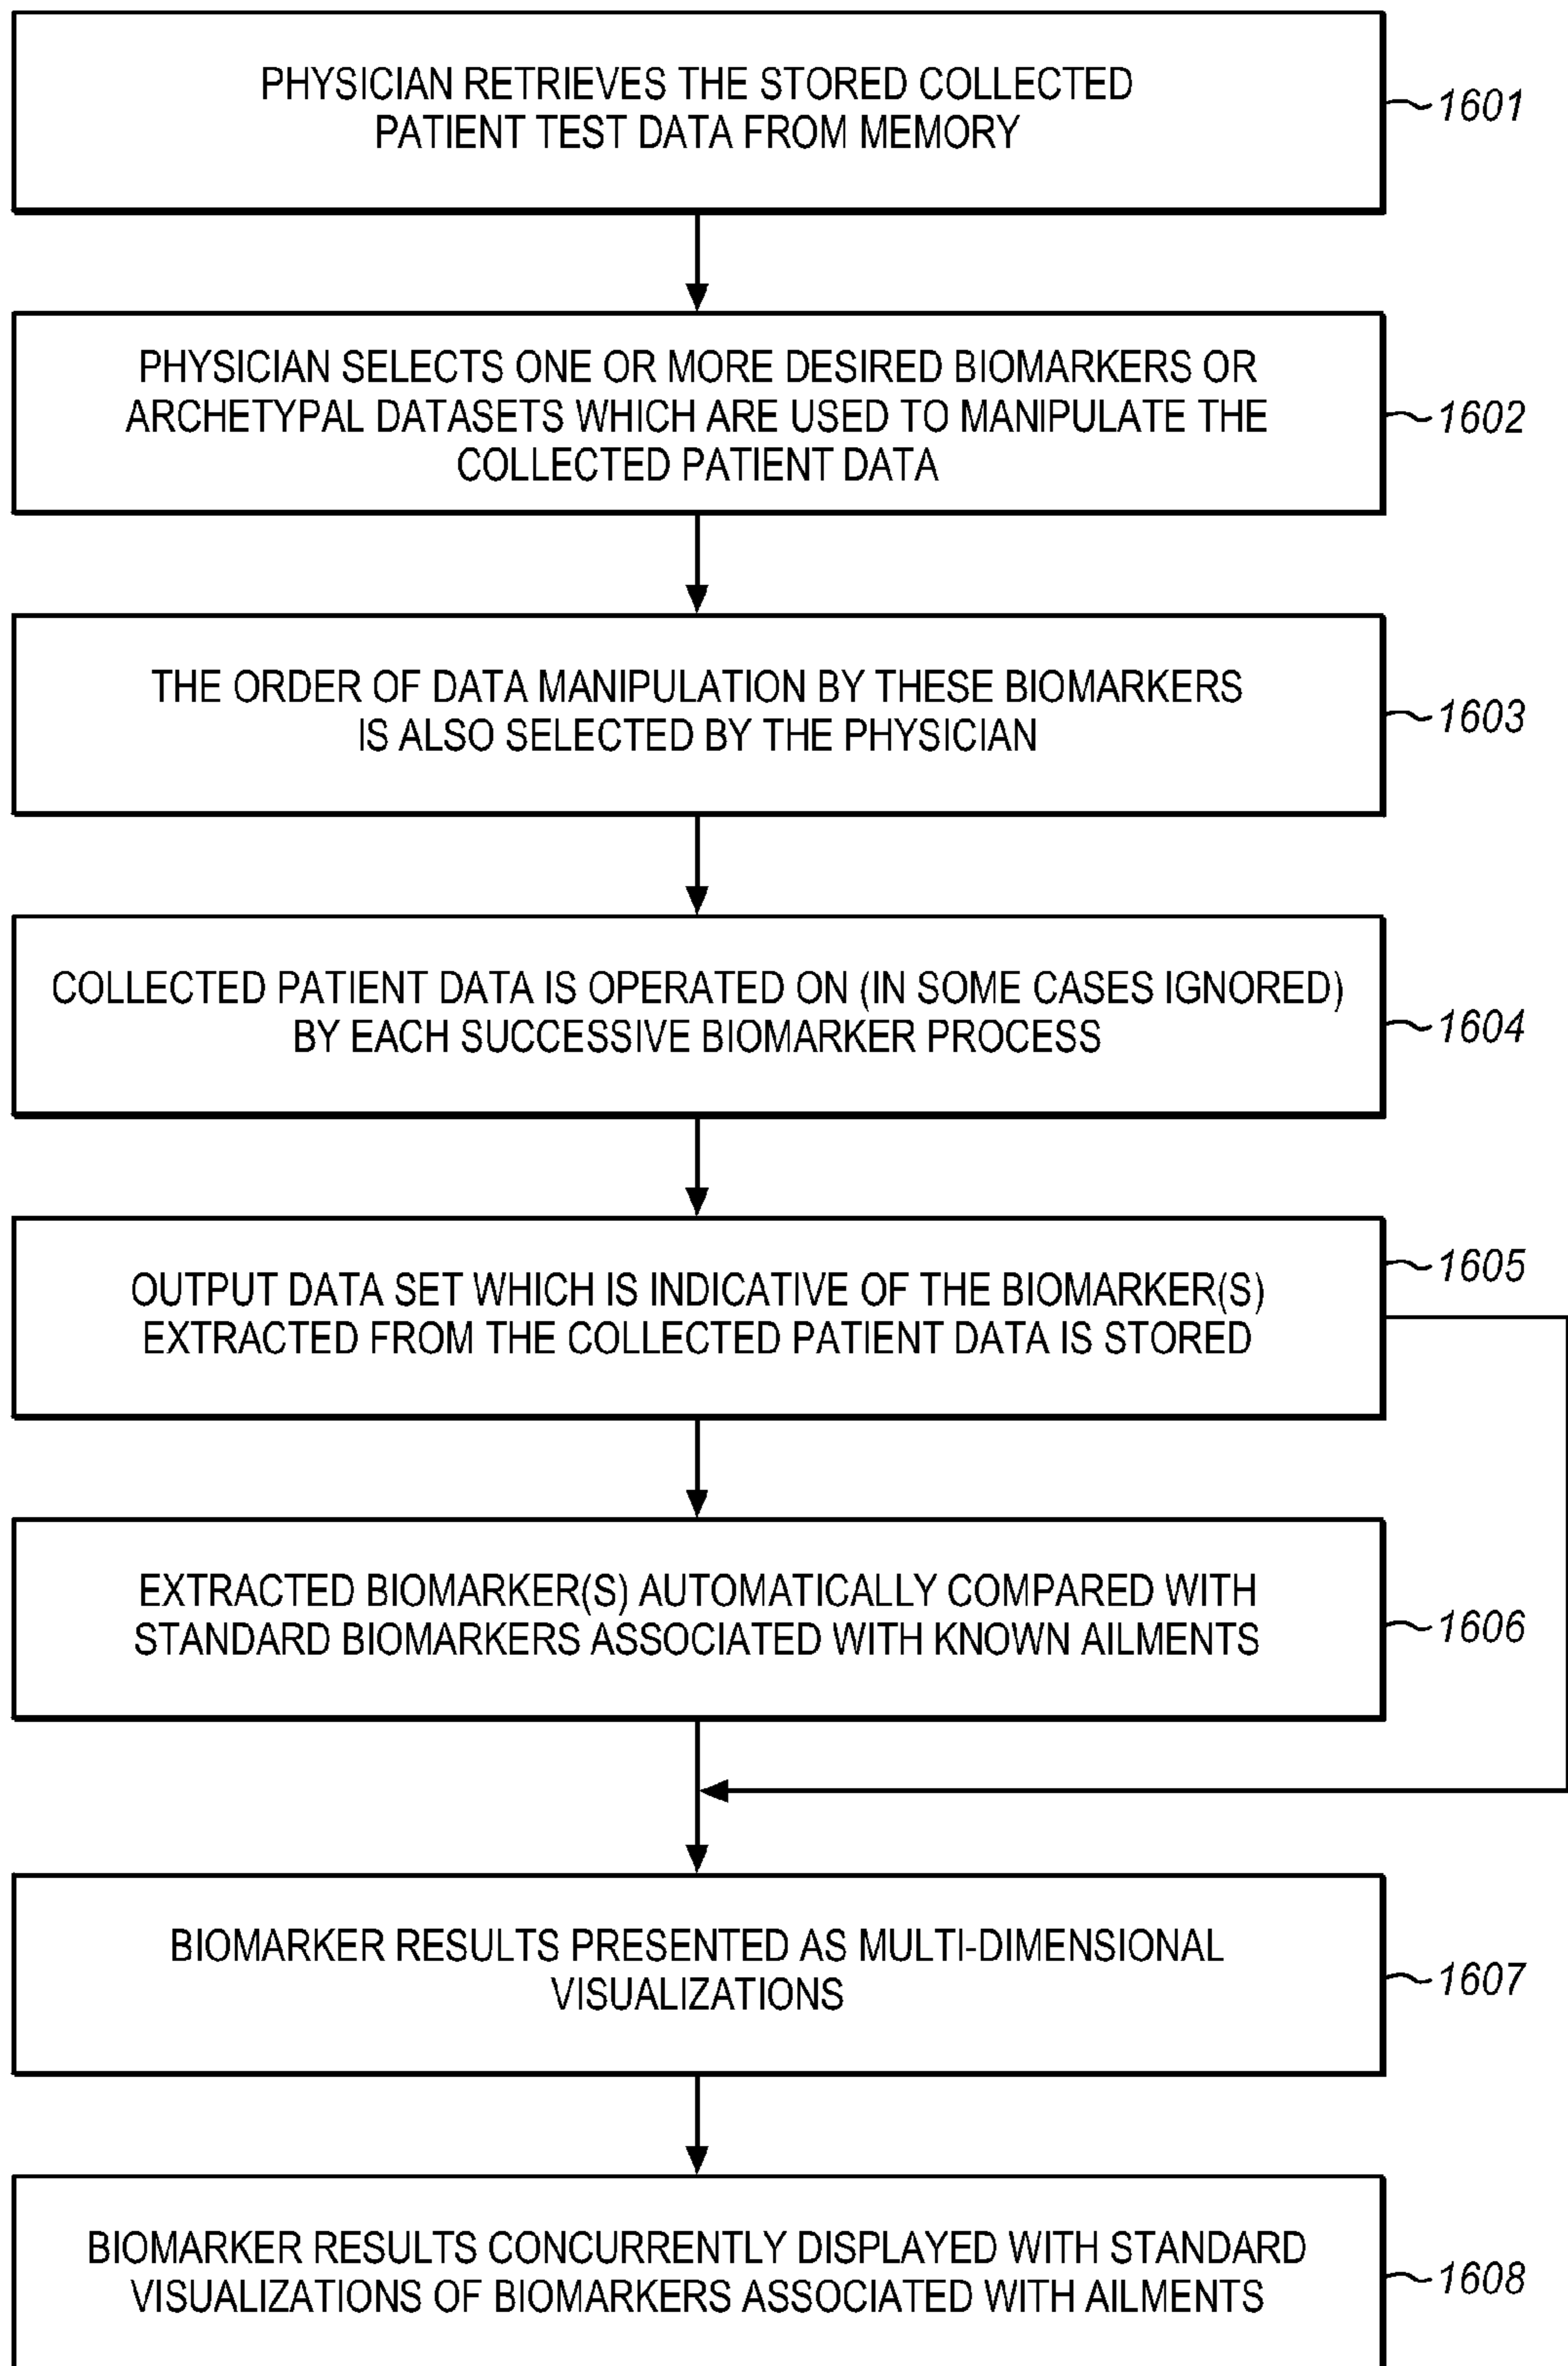 PHYSICIAN RETRIEVES THE STORED COLLECTED
PATIENT TEST DATA FROM MEMORY
1601
PHYSICIAN SELECTS ONE OR MORE DESIRED BIOMARKERS OR
ARCHETYPAL DATASETS WHICH ARE USED TO MANIPULATE THE
COLLECTED PATIENT DATA
1602
THE ORDER OF DATA MANIPULATION BY THESE BIOMARKERS
IS ALSO SELECTED BY THE PHYSICIAN
1603
COLLECTED PATIENT DATA IS OPERATED ON (IN SOME CASES IGNORED)
BY EACH SUCCESSIVE BIOMARKER PROCESS
1604
OUTPUT DATA SET WHICH IS INDICATIVE OF THE BIOMARKER(S)
EXTRACTED FROM THE COLLECTED PATIENT DATA IS STORED
1605
EXTRACTED BIOMARKER(S) AUTOMATICALLY COMPARED WITH
STANDARD BIOMARKERS ASSOCIATED WITH KNOWN AILMENTS
1606
BIOMARKER RESULTS PRESENTED AS MULTI-DIMENSIONAL
VISUALIZATIONS
1607
BIOMARKER RESULTS CONCURRENTLY DISPLAYED WITH STANDARD
VISUALIZATIONS OF BIOMARKERS ASSOCIATED WITH AILMENTS
1608